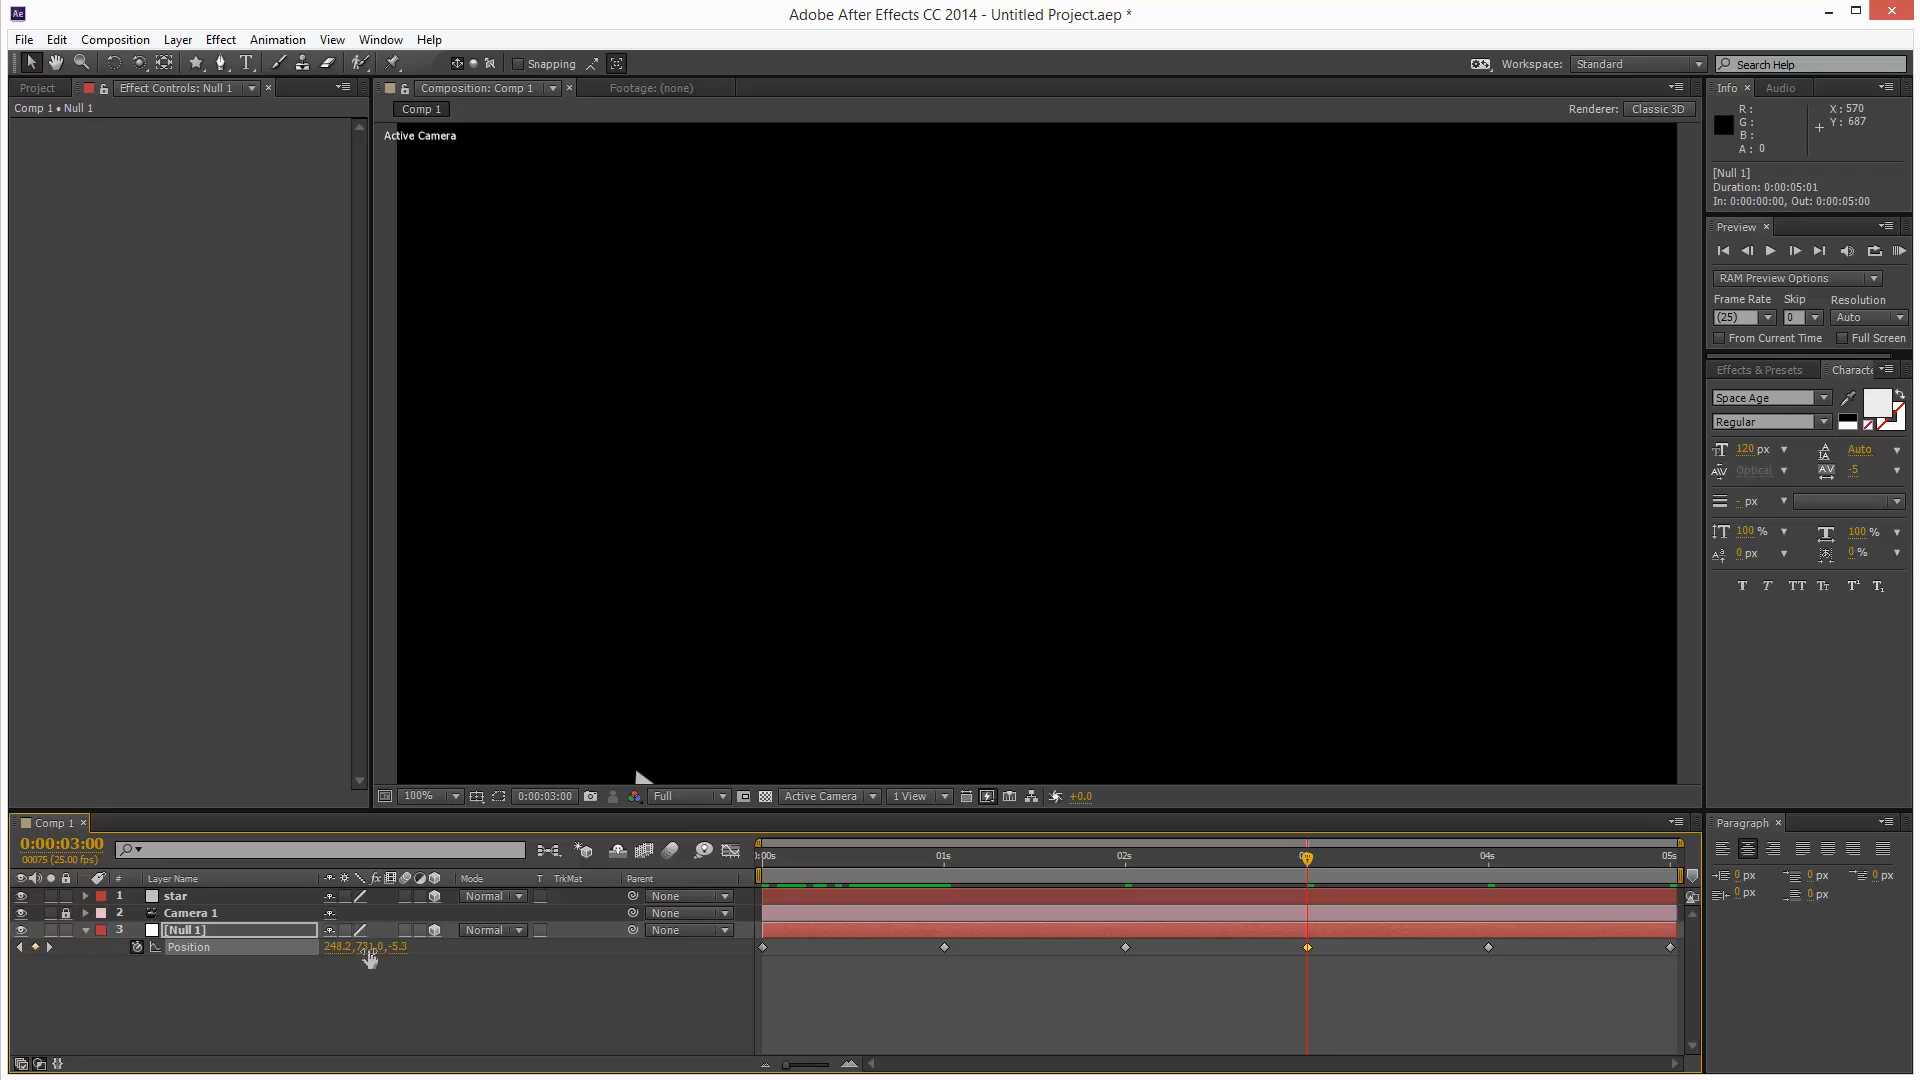 Ae
Adobe After Effects CC 2014 - Untitled Project.aep *
File Edit Composition Layer Effect Animation View Window Help
Snapping
Workspace: Standard
Search Help
Project
Effect Controls: Null 1
Composition: Comp 1
Footage: (none)
Info
Audio
Comp 1 • Null 1
Comp 1
Renderer: Classic 3D
R :
G :
B :
A : 0
X : 570
Y : 687
Active Camera
[Null 1]
Duration: 0:00:05:01
In: 0:00:00:00, Out: 0:00:05:00
Preview
RAM Preview Options
Frame Rate Skip Resolution
(25) 0 Auto
From Current Time Full Screen
Effects & Presets
Characte
Space Age
Regular
120 px Auto
Optical -5
- px
100 % 100 %
0 px 0 %
T T TT Tt T¹ T₁
100% 0:00:03:00 Full Active Camera 1 View +0.0
Comp 1
Paragraph
0:00:03:00
00075 (25.00 fps)
):00s 01s 02s 04s 05s
# Layer Name fx Mode T TrkMat Parent
0 px 0 px 0 px
0 px 0 px
1 star Normal None
2 Camera 1 None
3 [Null 1] Normal None
Position 248.2,731.0,-5.3